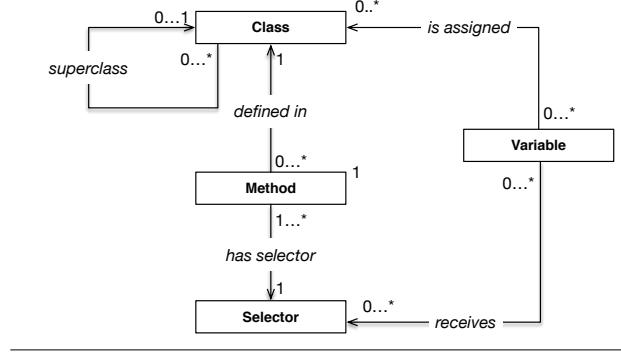 0…1
Class
0..*
is assigned
superclass
0…*
1
defined in
0…*
Variable
0…*
0…*
Method
1
1…*
has selector
1
Selector
0…*
receives